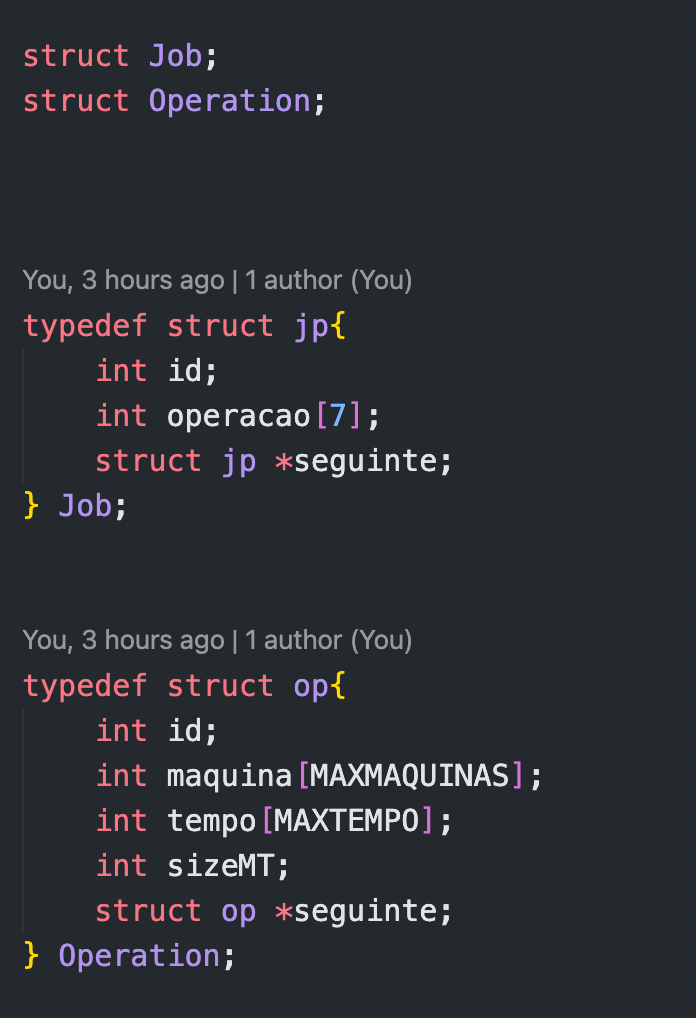 struct Job;
struct Operation;
You, 3 hours ago | 1 author (You)
typedef struct jp{
    int id;
    int operacao[7];
    struct jp *seguinte;
} Job;
You, 3 hours ago | 1 author (You)
typedef struct op{
    int id;
    int maquina[MAXMAQUINAS];
    int tempo[MAXTEMPO];
    int sizeMT;
    struct op *seguinte;
} Operation;